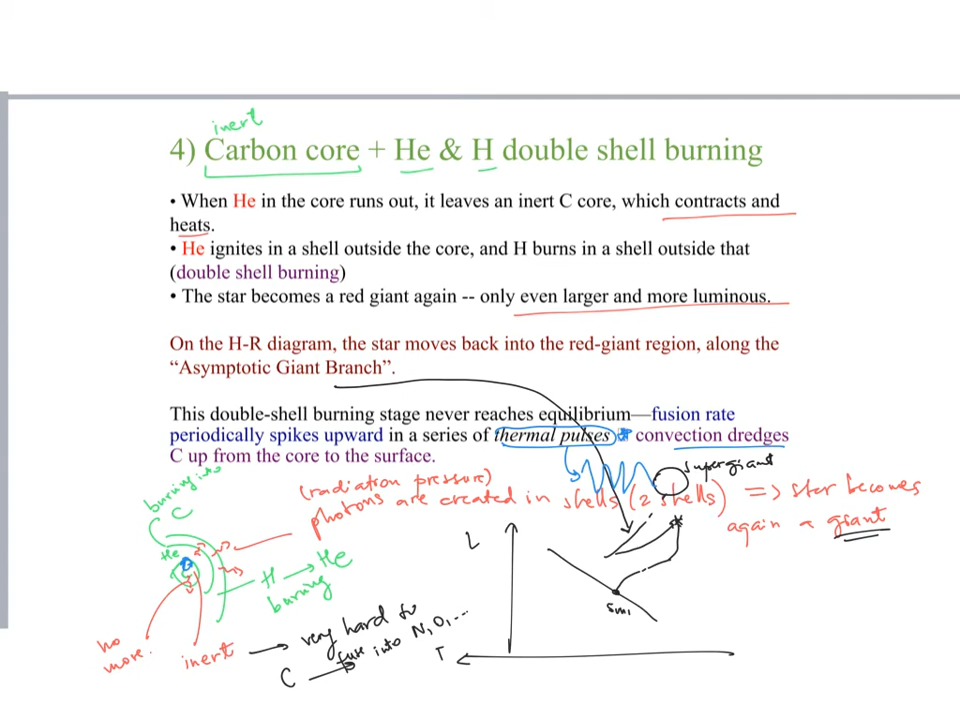 inert
4) Carbon core + He & H double shell burning
• When He in the core runs out, it leaves an inert C core, which contracts and
heats.
• He ignites in a shell outside the core, and H burns in a shell outside that
(double shell burning)
• The star becomes a red giant again -- only even larger and more luminous.
On the H-R diagram, the star moves back into the red-giant region, along the
“Asymptotic Giant Branch”.
This double-shell burning stage never reaches equilibrium—fusion rate
periodically spikes upward in a series of thermal pulses convection dredges
C up from the core to the surface.
supergiant
burning into
C
(radiation pressure)
photons are created in shells (2 shells) => star becomes
again a giant
He
H → He
burning
L
sun
T
no
more.
inert → very hard to
fuse into N, O, ...
C →